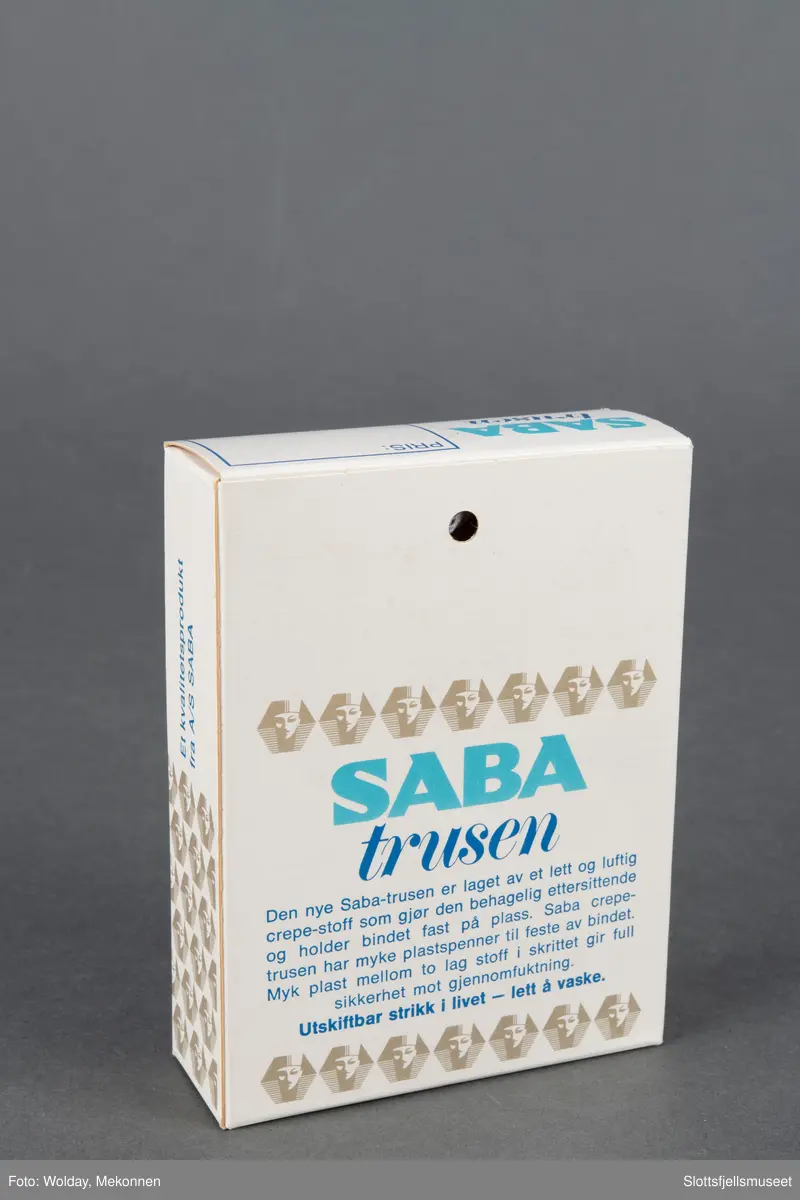 SABA
trusen
PRIS:
Et kvalitetsprodukt
fra A/S SABA
SABA
trusen
Den nye Saba-trusen er laget av et lett og luftig
crepe-stoff som gjør den behagelig ettersittende
og holder bindet fast på plass. Saba crepe-
trusen har myke plastspenner til feste av bindet.
Myk plast mellom to lag stoff i skrittet gir full
sikkerhet mot gjennomfuktning.
Utskiftbar strikk i livet — lett å vaske.
Foto: Wolday, Mekonnen
Slottsfjellsmuseet